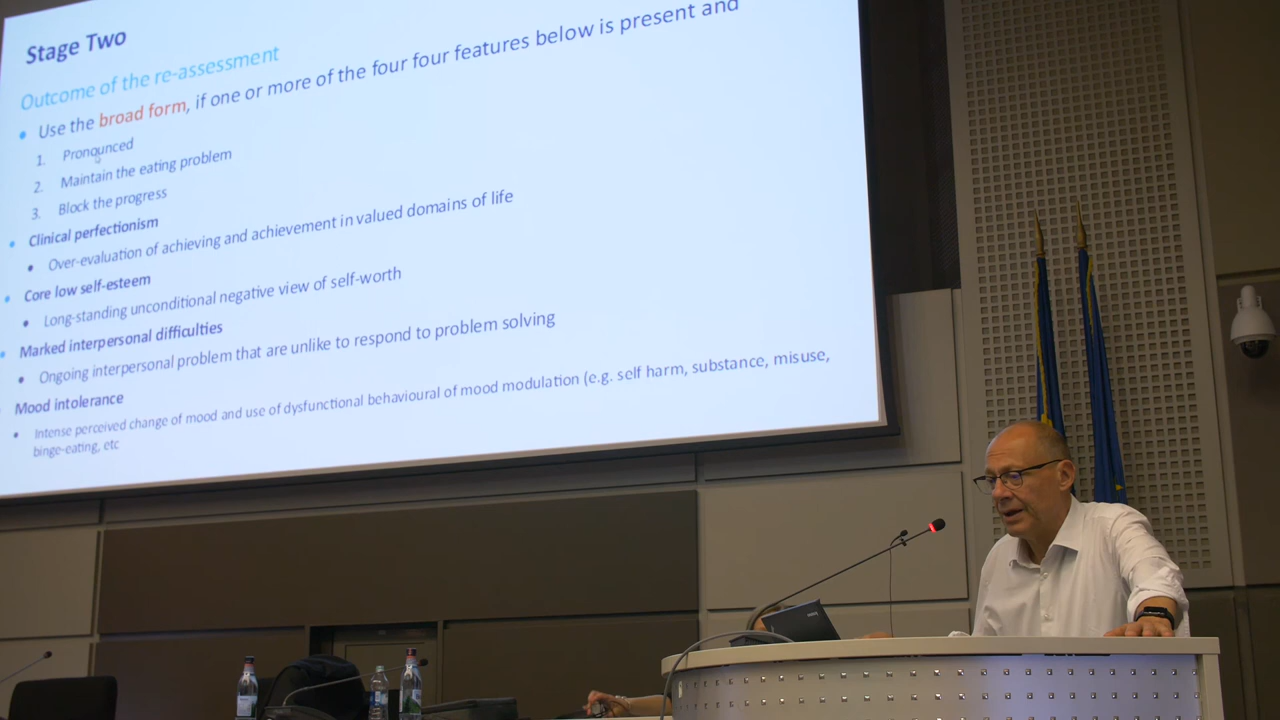 Stage Two
Outcome of the re-assessment
• Use the broad form, if one or more of the four four features below is present and
1. Pronounced
2. Maintain the eating problem
3. Block the progress
• Clinical perfectionism
• Over-evaluation of achieving and achievement in valued domains of life
• Core low self-esteem
• Long-standing unconditional negative view of self-worth
• Marked interpersonal difficulties
• Ongoing interpersonal problem that are unlike to respond to problem solving
• Mood intolerance
• Intense perceived change of mood and use of dysfunctional behavioural of mood modulation (e.g. self harm, substance, misuse,
binge-eating, etc